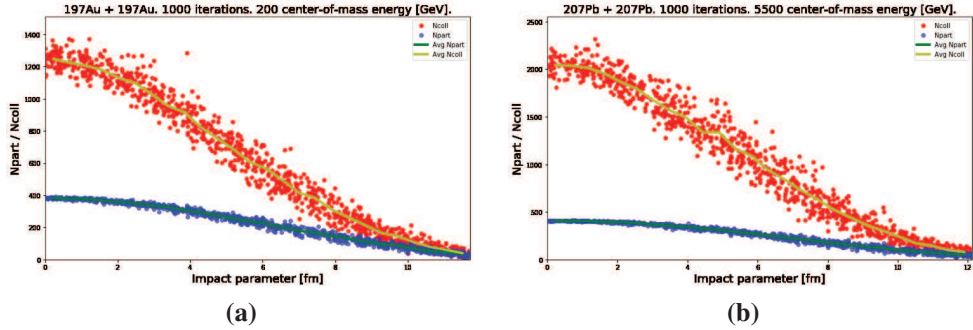 197Au + 197Au. 1000 iterations. 200 center-of-mass energy [GeV].
Npart / Ncoll
1400
1200
1000
800
600
400
200
0
0 2 4 6 8 10
Impact parameter [fm]
Ncoll
Npart
Avg Npart
Avg Ncoll
(a)
207Pb + 207Pb. 1000 iterations. 5500 center-of-mass energy [GeV].
Npart / Ncoll
2500
2000
1500
1000
500
0
0 2 4 6 8 10 12
Impact parameter [fm]
Ncoll
Npart
Avg Npart
Avg Ncoll
(b)